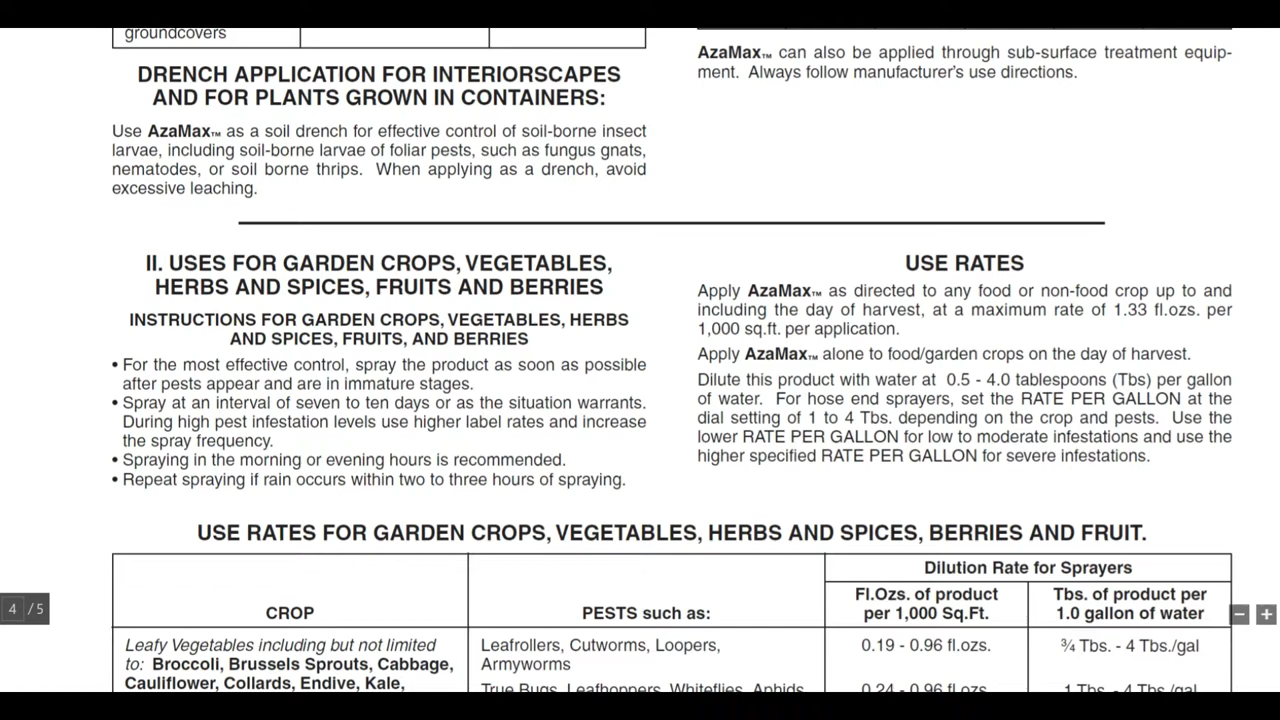 groundcovers
DRENCH APPLICATION FOR INTERIORSCAPES
AND FOR PLANTS GROWN IN CONTAINERS:
Use AzaMax™ as a soil drench for effective control of soil-borne insect
larvae, including soil-borne larvae of foliar pests, such as fungus gnats,
nematodes, or soil borne thrips. When applying as a drench, avoid
excessive leaching.
AzaMax™ can also be applied through sub-surface treatment equip-
ment. Always follow manufacturer's use directions.
II. USES FOR GARDEN CROPS, VEGETABLES,
HERBS AND SPICES, FRUITS AND BERRIES
INSTRUCTIONS FOR GARDEN CROPS, VEGETABLES, HERBS
AND SPICES, FRUITS, AND BERRIES
• For the most effective control, spray the product as soon as possible
after pests appear and are in immature stages.
• Spray at an interval of seven to ten days or as the situation warrants.
During high pest infestation levels use higher label rates and increase
the spray frequency.
• Spraying in the morning or evening hours is recommended.
• Repeat spraying if rain occurs within two to three hours of spraying.
USE RATES
Apply AzaMax™ as directed to any food or non-food crop up to and
including the day of harvest, at a maximum rate of 1.33 fl.ozs. per
1,000 sq.ft. per application.
Apply AzaMax™ alone to food/garden crops on the day of harvest.
Dilute this product with water at 0.5 - 4.0 tablespoons (Tbs) per gallon
of water. For hose end sprayers, set the RATE PER GALLON at the
dial setting of 1 to 4 Tbs. depending on the crop and pests. Use the
lower RATE PER GALLON for low to moderate infestations and use the
higher specified RATE PER GALLON for severe infestations.
USE RATES FOR GARDEN CROPS, VEGETABLES, HERBS AND SPICES, BERRIES AND FRUIT.
CROP
PESTS such as:
Dilution Rate for Sprayers
Fl.Ozs. of product
per 1,000 Sq.Ft.
Tbs. of product per
1.0 gallon of water
Leafy Vegetables including but not limited
to: Broccoli, Brussels Sprouts, Cabbage,
Cauliflower, Collards, Endive, Kale,
Leafrollers, Cutworms, Loopers,
Armyworms
0.19 - 0.96 fl.ozs.
¾ Tbs. - 4 Tbs./gal
True Bugs, Leafhoppers, Whiteflies, Aphids
0.24 - 0.96 fl.ozs
1 Tbs. - 4 Tbs./gal
4 / 5